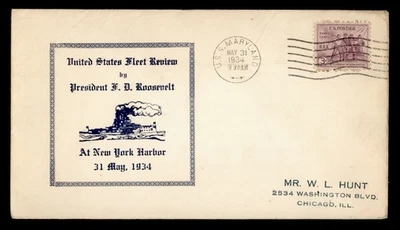 United States Fleet Review
by
President F. D. Roosevelt
At New York Harbor
31 May, 1934
U.S.S. MARYLAND
MAY 31
1934
MR. W. L. HUNT
2534 WASHINGTON BLVD.
CHICAGO, ILL.